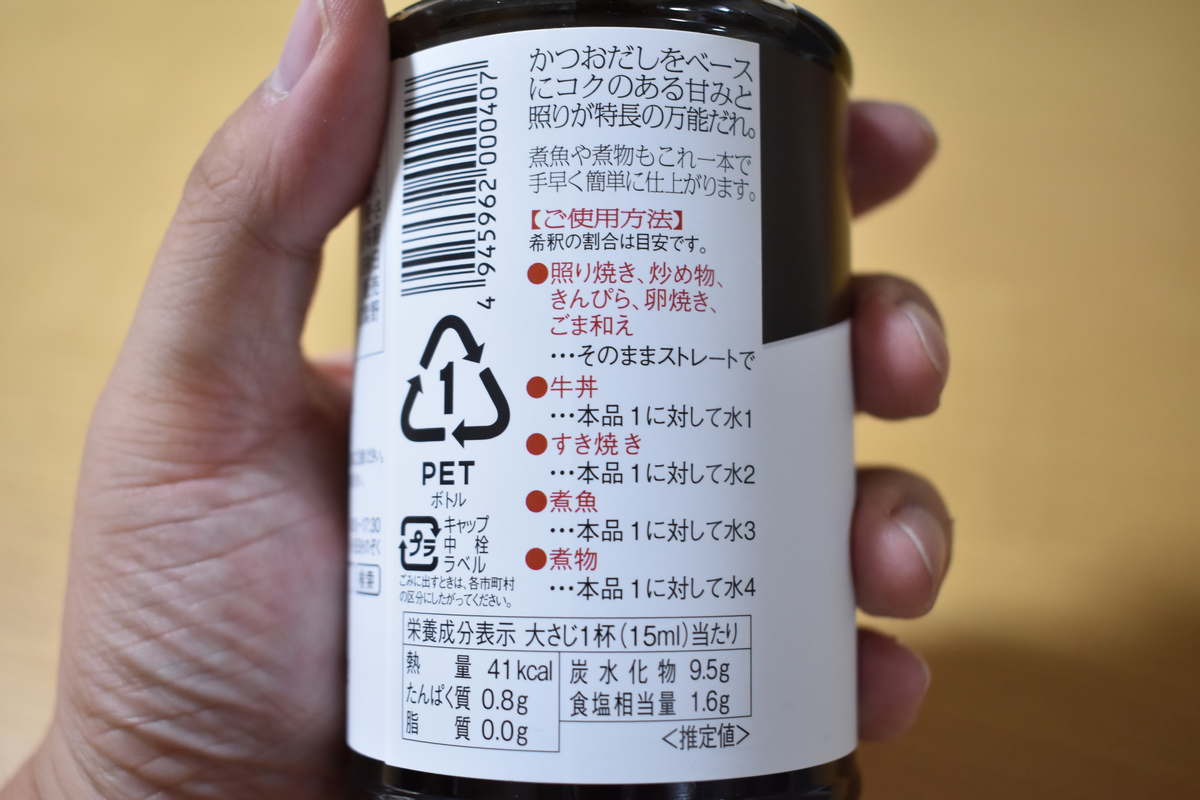 かつおだしをベース
にコクのある甘みと
照りが特長の万能だれ。
煮魚や煮物もこれ一本で
手早く簡単に仕上がります。
【ご使用方法】
希釈の割合は目安です。
●照り焼き、炒め物、
きんぴら、卵焼き、
ごま和え
…そのままストレートで
●牛丼
…本品1に対して水1
●すき焼き
…本品1に対して水2
●煮魚
…本品1に対して水3
●煮物
…本品1に対して水4
4 945962 000407
1
PET
ボトル
プラ
キャップ
中栓
ラベル
ごみに出すときは、各市町村
の区分にしたがってください。
栄養成分表示 大さじ1杯(15ml)当たり
熱量 41kcal
たんぱく質 0.8g
脂質 0.0g
炭水化物 9.5g
食塩相当量 1.6g
<推定値>
17:30
検索